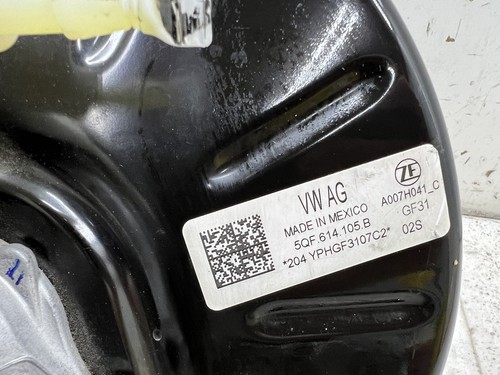 VW AG
MADE IN MEXICO
5QF.614.105.B
*204 YPHGF3107C2*
ZF
A007H041_C
GF31
02S